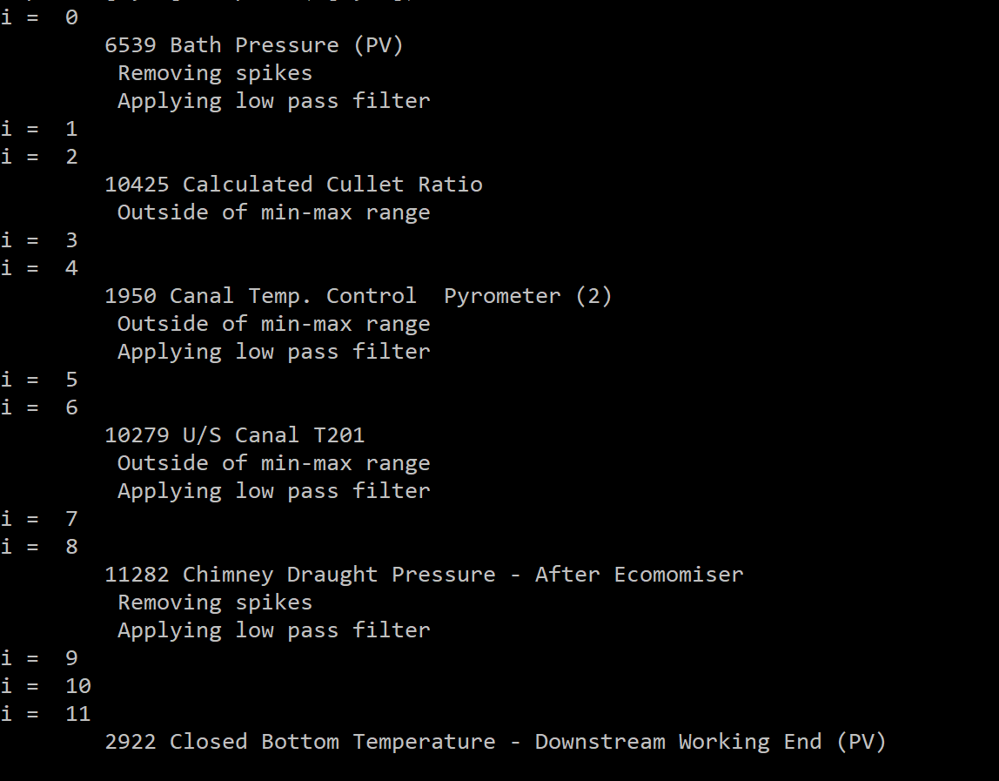 i =  0
        6539 Bath Pressure (PV)
         Removing spikes
         Applying low pass filter
i =  1
i =  2
        10425 Calculated Cullet Ratio
         Outside of min-max range
i =  3
i =  4
        1950 Canal Temp. Control  Pyrometer (2)
         Outside of min-max range
         Applying low pass filter
i =  5
i =  6
        10279 U/S Canal T201
         Outside of min-max range
         Applying low pass filter
i =  7
i =  8
        11282 Chimney Draught Pressure - After Ecomomiser
         Removing spikes
         Applying low pass filter
i =  9
i =  10
i =  11
        2922 Closed Bottom Temperature - Downstream Working End (PV)